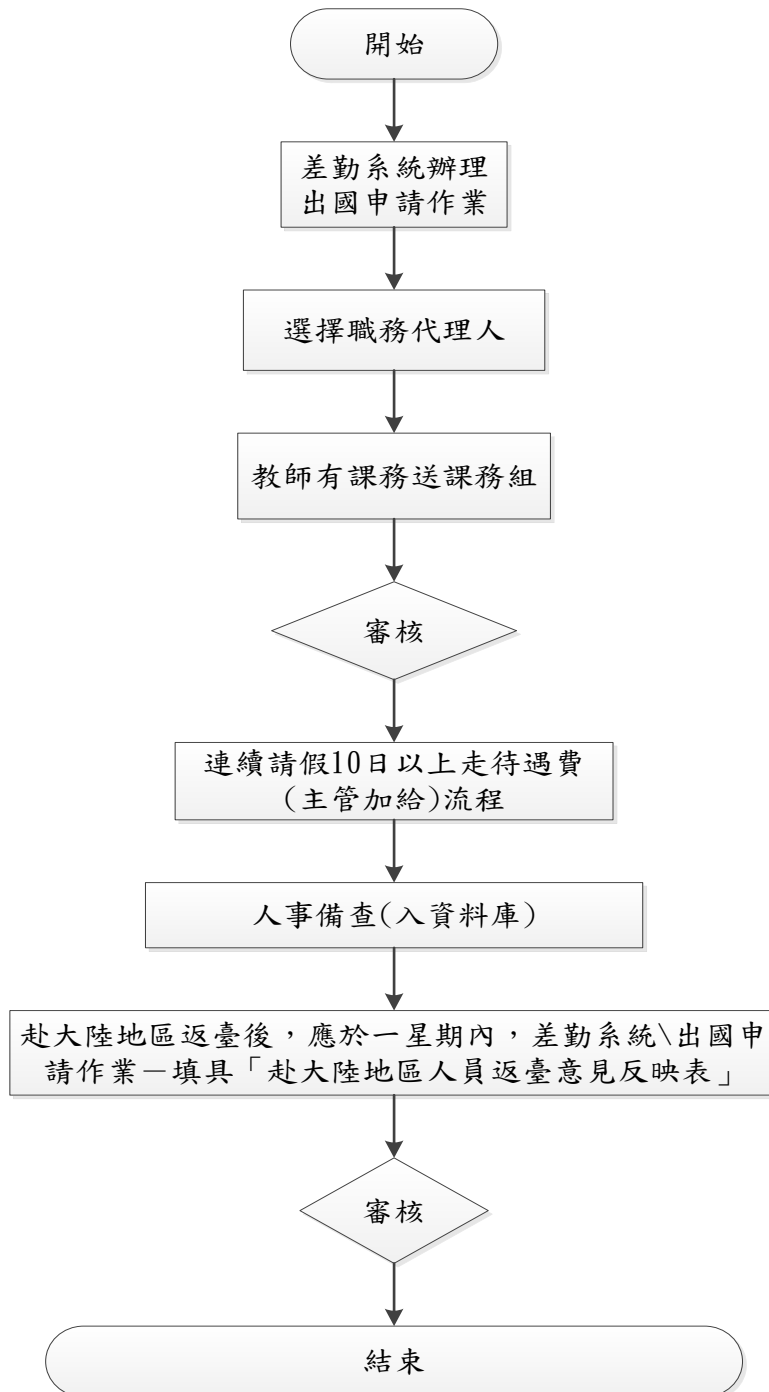 開始
差勤系統辦理
出國申請作業
選擇職務代理人
教師有課務送課務組
審核
連續請假10日以上走待遇費
(主管加給)流程
人事備查(入資料庫)
赴大陸地區返臺後，應於一星期內，差勤系統\出國申
請作業－填具「赴大陸地區人員返臺意見反映表」
審核
結束